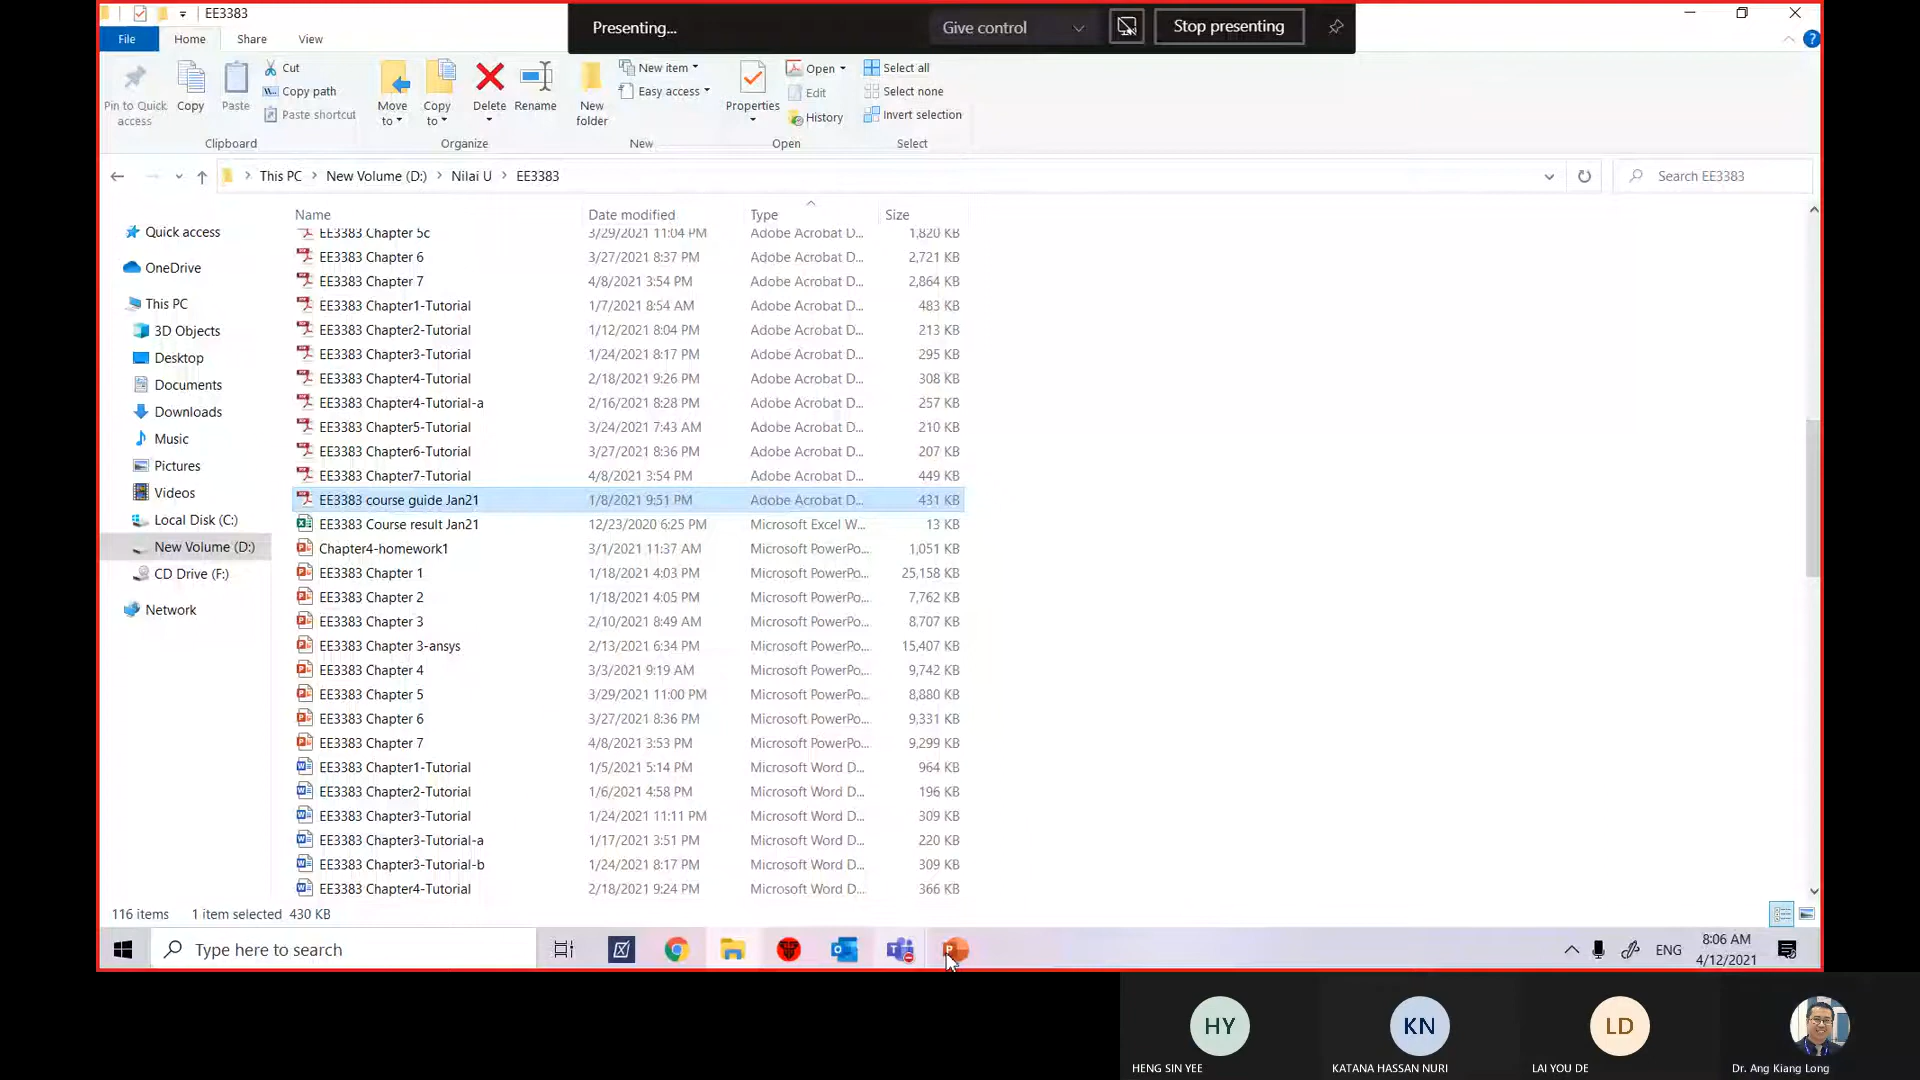 EE3383
Presenting...
Give control
Stop presenting
File
Home
Share
View
Pin to Quick access
Copy
Paste
Cut
Copy path
Paste shortcut
Clipboard
Move to
Copy to
Delete
Rename
Organize
New folder
New item
Easy access
New
Properties
Open
Edit
History
Open
Select all
Select none
Invert selection
Select
This PC
New Volume (D:)
Nilai U
EE3383
Search EE3383
Quick access
OneDrive
This PC
3D Objects
Desktop
Documents
Downloads
Music
Pictures
Videos
Local Disk (C:)
New Volume (D:)
CD Drive (F:)
Network
Name Date modified Type Size
EE3383 Chapter 5c 3/29/2021 11:04 PM Adobe Acrobat D... 1,820 KB
EE3383 Chapter 6 3/27/2021 8:37 PM Adobe Acrobat D... 2,721 KB
EE3383 Chapter 7 4/8/2021 3:54 PM Adobe Acrobat D... 2,864 KB
EE3383 Chapter1-Tutorial 1/7/2021 8:54 AM Adobe Acrobat D... 483 KB
EE3383 Chapter2-Tutorial 1/12/2021 8:04 PM Adobe Acrobat D... 213 KB
EE3383 Chapter3-Tutorial 1/24/2021 8:17 PM Adobe Acrobat D... 295 KB
EE3383 Chapter4-Tutorial 2/18/2021 9:26 PM Adobe Acrobat D... 308 KB
EE3383 Chapter4-Tutorial-a 2/16/2021 8:28 PM Adobe Acrobat D... 257 KB
EE3383 Chapter5-Tutorial 3/24/2021 7:43 AM Adobe Acrobat D... 210 KB
EE3383 Chapter6-Tutorial 3/27/2021 8:36 PM Adobe Acrobat D... 207 KB
EE3383 Chapter7-Tutorial 4/8/2021 3:54 PM Adobe Acrobat D... 449 KB
EE3383 course guide Jan21 1/8/2021 9:51 PM Adobe Acrobat D... 431 KB
EE3383 Course result Jan21 12/23/2020 6:25 PM Microsoft Excel W... 13 KB
Chapter4-homework1 3/1/2021 11:37 AM Microsoft PowerPo... 1,051 KB
EE3383 Chapter 1 1/18/2021 4:03 PM Microsoft PowerPo... 25,158 KB
EE3383 Chapter 2 1/18/2021 4:05 PM Microsoft PowerPo... 7,762 KB
EE3383 Chapter 3 2/10/2021 8:49 AM Microsoft PowerPo... 8,707 KB
EE3383 Chapter 3-ansys 2/13/2021 6:34 PM Microsoft PowerPo... 15,407 KB
EE3383 Chapter 4 3/3/2021 9:19 AM Microsoft PowerPo... 9,742 KB
EE3383 Chapter 5 3/29/2021 11:00 PM Microsoft PowerPo... 8,880 KB
EE3383 Chapter 6 3/27/2021 8:36 PM Microsoft PowerPo... 9,331 KB
EE3383 Chapter 7 4/8/2021 3:53 PM Microsoft PowerPo... 9,299 KB
EE3383 Chapter1-Tutorial 1/5/2021 5:14 PM Microsoft Word D... 964 KB
EE3383 Chapter2-Tutorial 1/6/2021 4:58 PM Microsoft Word D... 196 KB
EE3383 Chapter3-Tutorial 1/24/2021 11:11 PM Microsoft Word D... 309 KB
EE3383 Chapter3-Tutorial-a 1/17/2021 3:51 PM Microsoft Word D... 220 KB
EE3383 Chapter3-Tutorial-b 1/24/2021 8:17 PM Microsoft Word D... 309 KB
EE3383 Chapter4-Tutorial 2/18/2021 9:24 PM Microsoft Word D... 366 KB
116 items 1 item selected 430 KB
Type here to search
ENG
8:06 AM
4/12/2021
HY
KN
LD
HENG SIN YEE
KATANA HASSAN NURI
LAI YOU DE
Dr. Ang Kiang Long